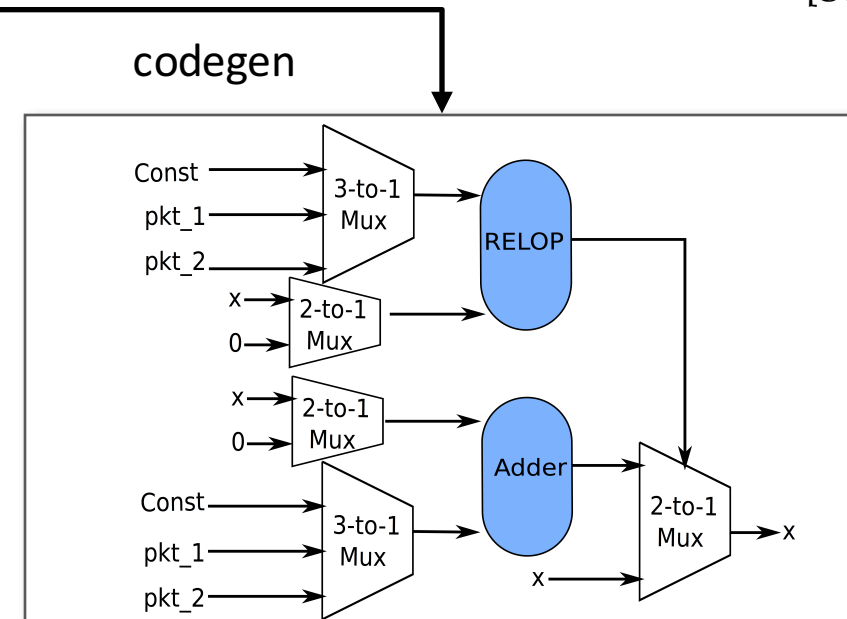 codegen
Const
pkt_1
pkt_2
3-to-1
Mux
RELOP
x
0
2-to-1
Mux
x
0
2-to-1
Mux
Adder
Const
pkt_1
pkt_2
3-to-1
Mux
x
2-to-1
Mux
x